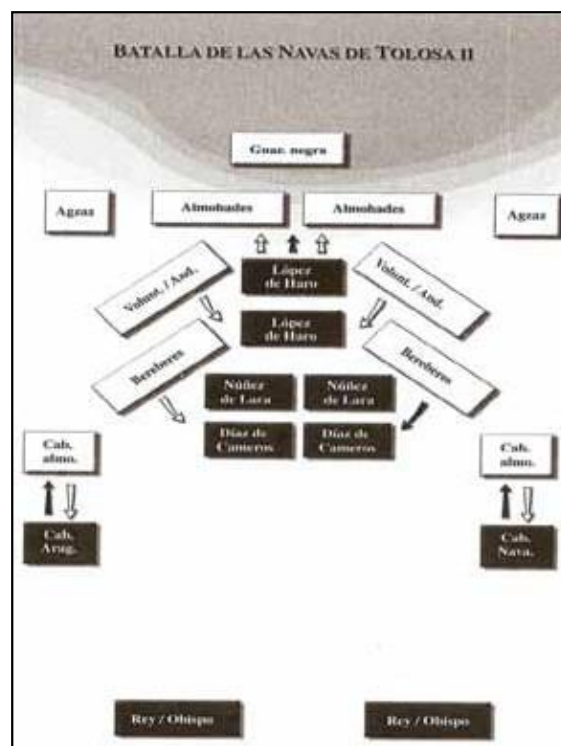 BATALLA DE LAS NAVAS DE TOLOSA II
Guar. negra
Agzaz
Almohades
Almohades
Agzaz
Volunt. / And.
López
de Haro
Volunt. / And.
López
de Haro
Bereberes
Bereberes
Núñez
de Lara
Núñez
de Lara
Díaz de
Cameros
Díaz de
Cameros
Cab.
almo.
Cab.
almo.
Cab.
Arag.
Cab.
Nava.
Rey / Obispo
Rey / Obispo